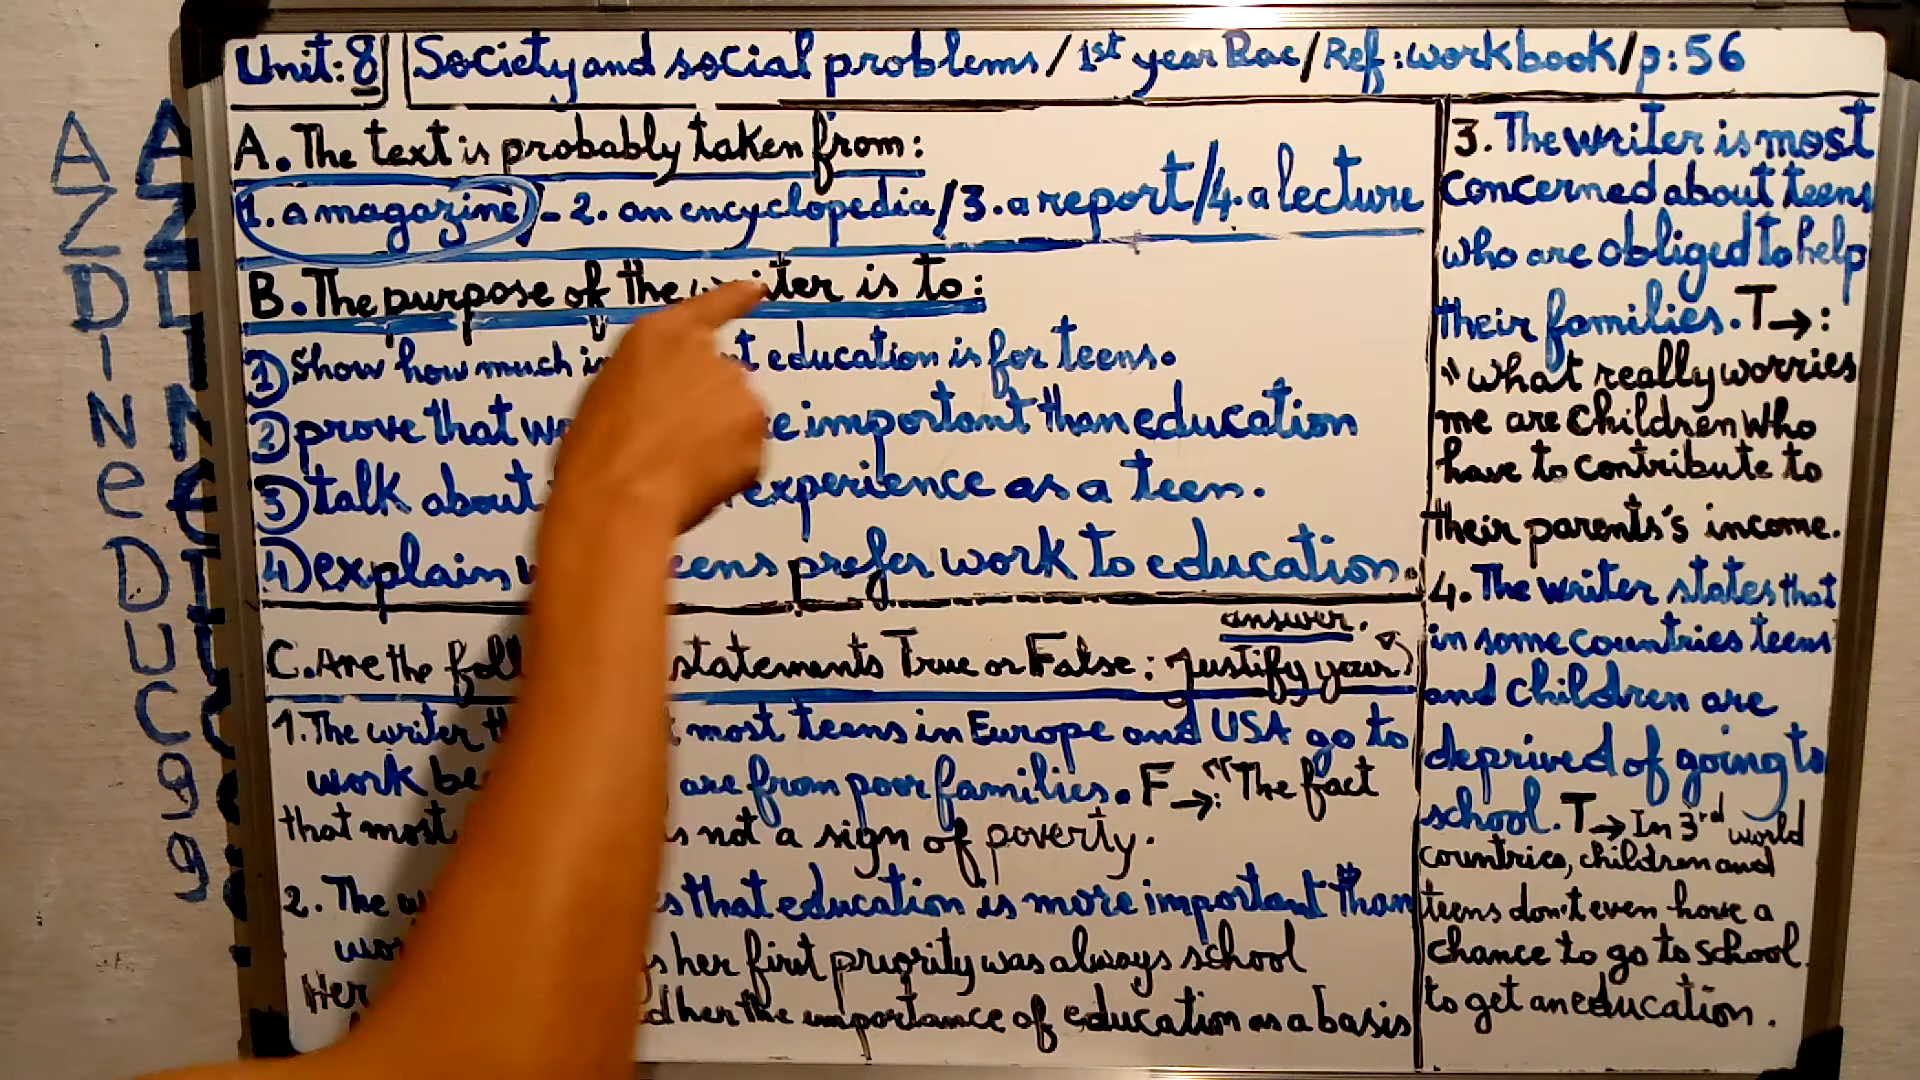 Unit: 8 Society and social problems / 1st year Bac / Ref: workbook / p: 56
A. The text is probably taken from:
1. a magazine - 2. an encyclopedia / 3. a report / 4. a lecture
B. The purpose of the writer is to:
1) Show how much education is for teens.
2) prove that important than education
3) talk about experience as a teen.
4) explain teens prefer work to education.
answer.
C. Are the statements True or False: justify your
1. The writer most teens in Europe and USA go to
work are from poor families. F →: "The fact
that most is not a sign of poverty.
2. The that education is more important than
her first priority was always school
Her her the importance of education as a basis
3. The writer is most
concerned about teens
who are obliged to help
their families. T →:
"what really worries
me are children who
have to contribute to
their parents's income.
4. The writer states that
in some countries teens
and children are
deprived of going to
school. T → In 3rd world
countries, children and
teens don't even have a
chance to go to school
to get an education.
A
Z
D
I
N
e
D
U
C
9
9